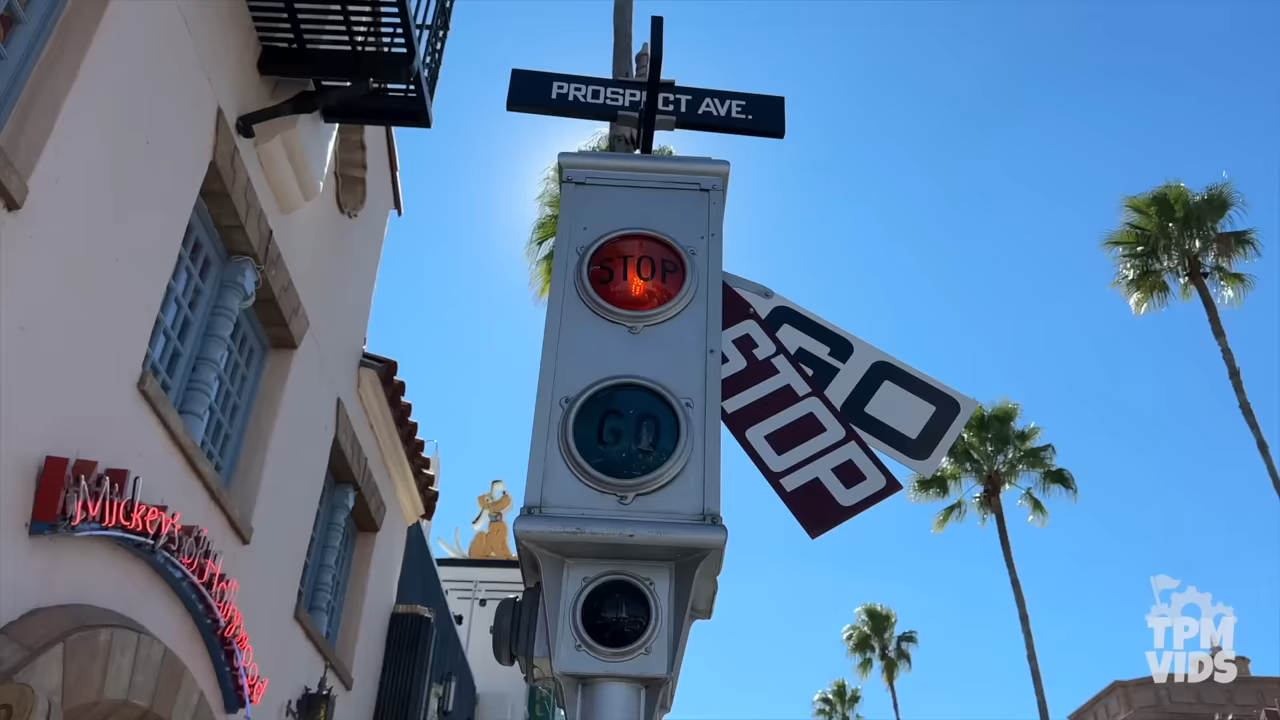 PROSPECT AVE.
STOP
GO
GO
STOP
Mickey's of Hollywood
TPM
VIDS